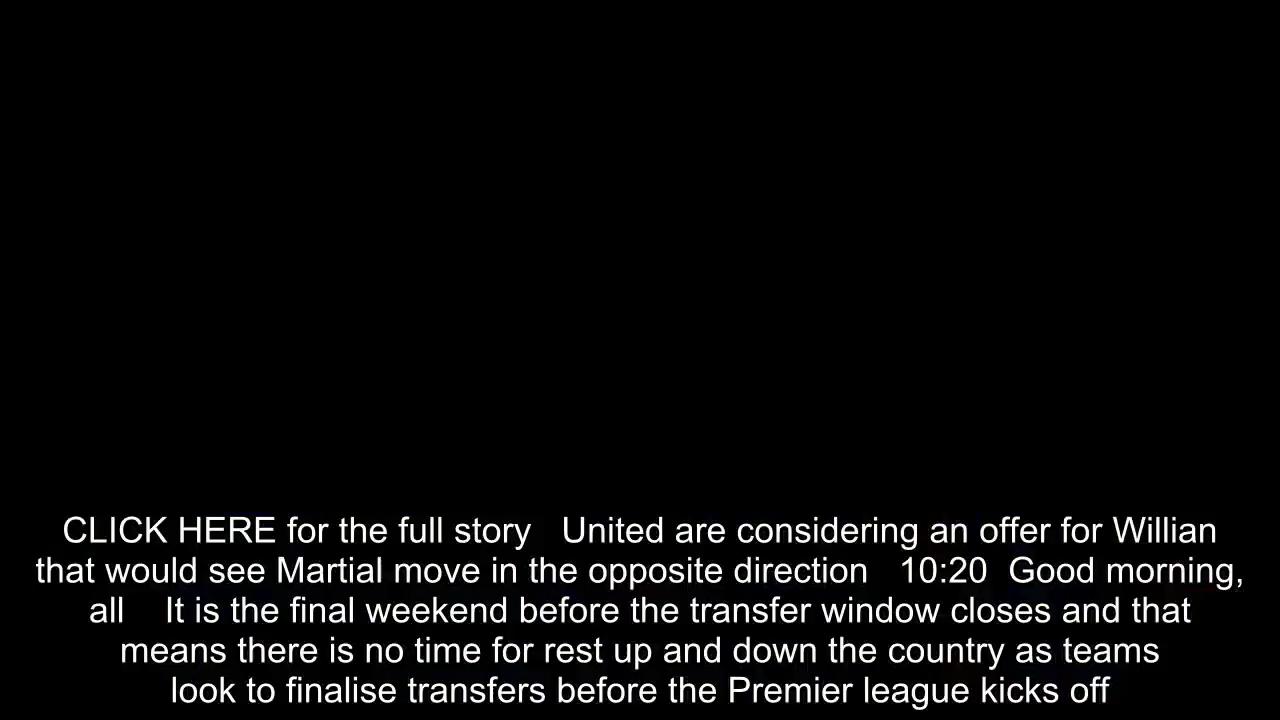 CLICK HERE for the full story   United are considering an offer for Willian
that would see Martial move in the opposite direction   10:20  Good morning,
all    It is the final weekend before the transfer window closes and that
means there is no time for rest up and down the country as teams
look to finalise transfers before the Premier league kicks off